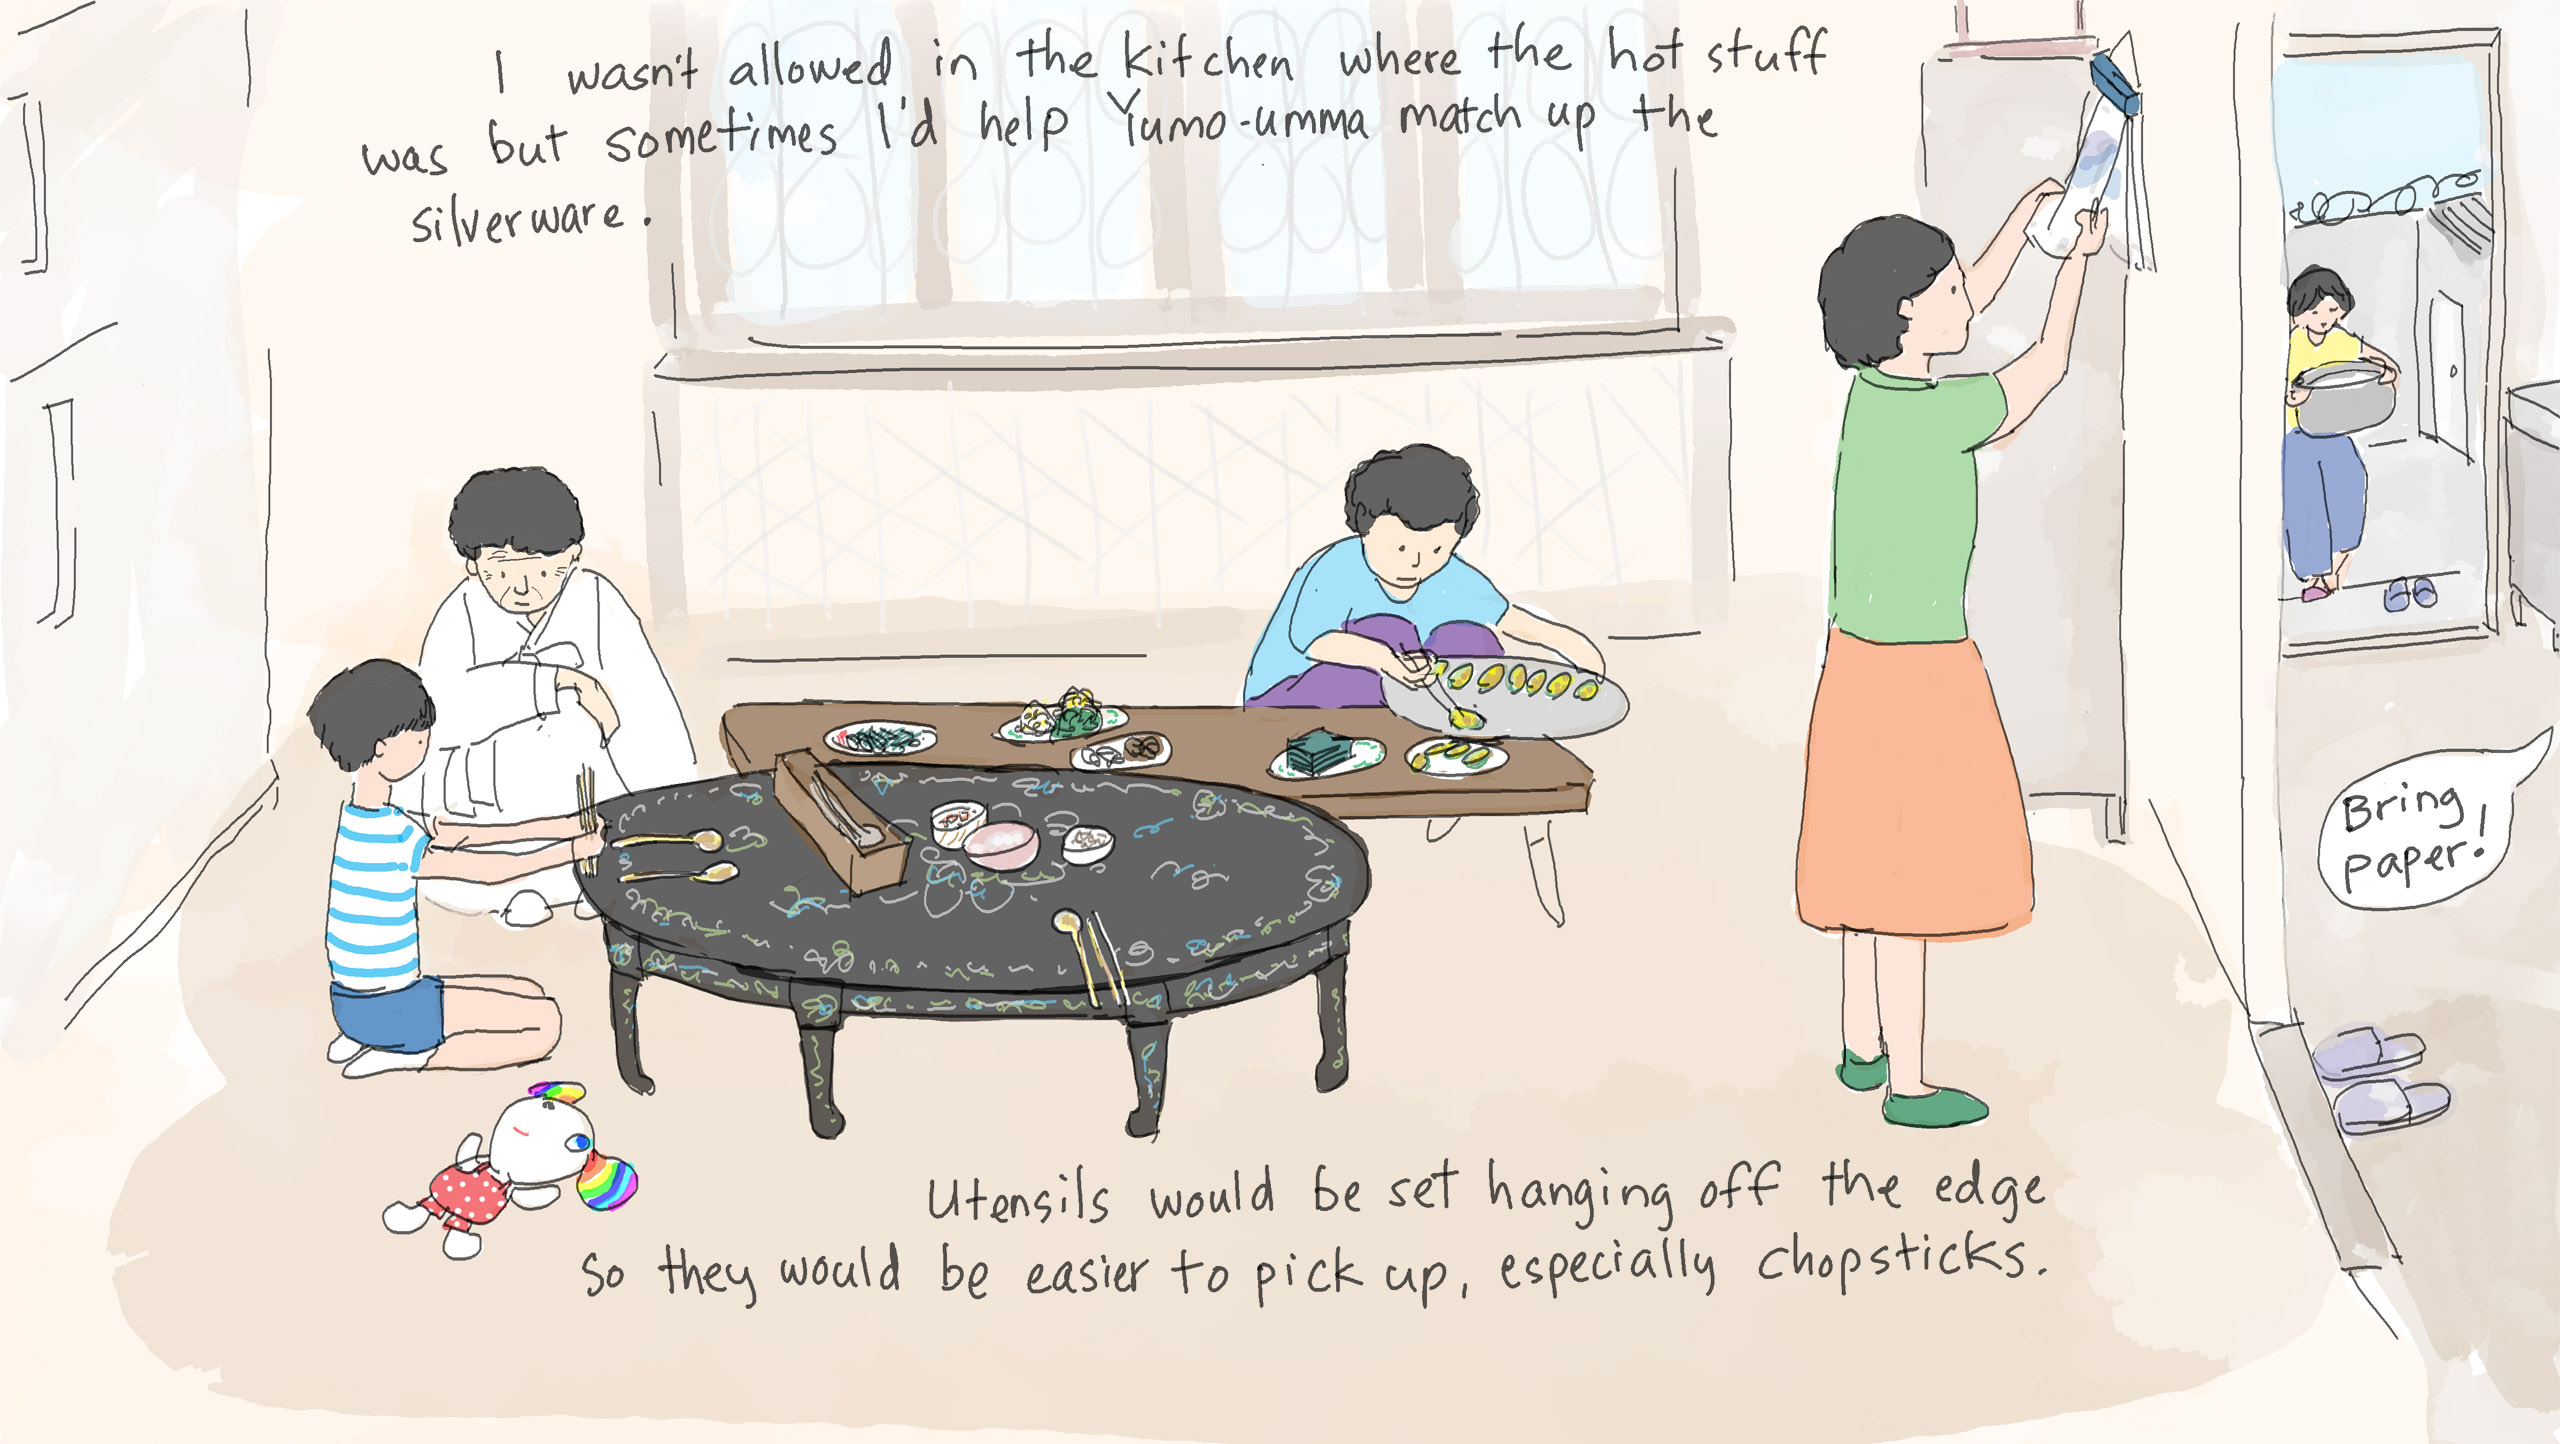 I wasn't allowed in the kitchen where the hot stuff
was but sometimes I'd help Yumo-umma match up the
silverware.
Bring
paper!
Utensils would be set hanging off the edge
so they would be easier to pick up, especially chopsticks.